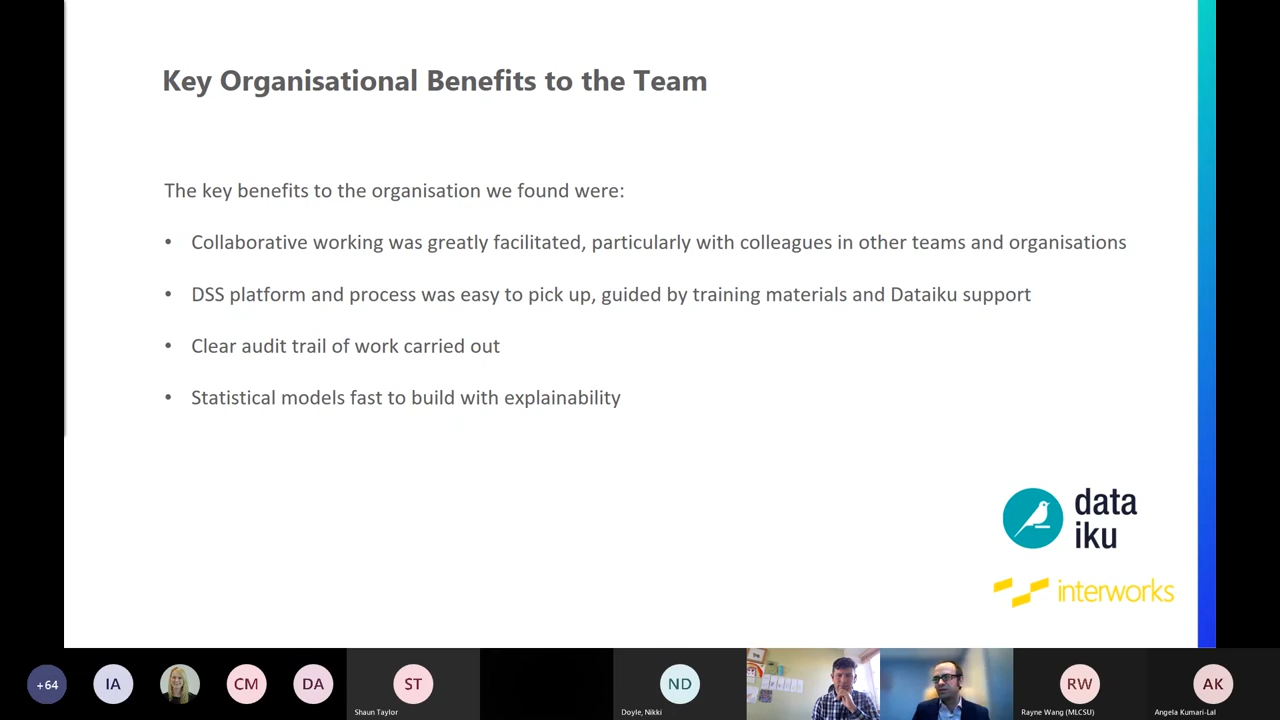 Key Organisational Benefits to the Team
The key benefits to the organisation we found were:
• Collaborative working was greatly facilitated, particularly with colleagues in other teams and organisations
• DSS platform and process was easy to pick up, guided by training materials and Dataiku support
• Clear audit trail of work carried out
• Statistical models fast to build with explainability
data
iku
interworks
+64
IA
CM
DA
ST
ND
RW
AK
Shaun Taylor
Doyle, Nikki
Rayne Wang (MLCSU)
Angela Kumari-Lal